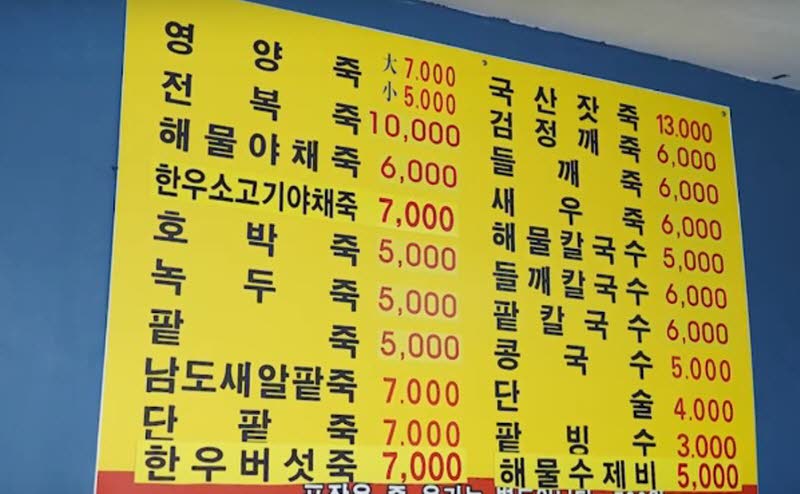 영양죽 大 7.000
小 5.000
전복죽 10,000
해물야채죽 6,000
한우소고기야채죽 7,000
호박죽 5,000
녹두죽 5,000
팥죽 5,000
남도새알팥죽 7.000
단팥죽 7.000
한우버섯죽 7,000
국산잣죽 13.000
검정깨죽 6,000
들깨죽 6,000
새우죽 6,000
해물칼국수 5,000
들깨칼국수 6,000
팥칼국수 6,000
콩국수 5.000
단술 4.000
팥빙수 3.000
해물수제비 5,000